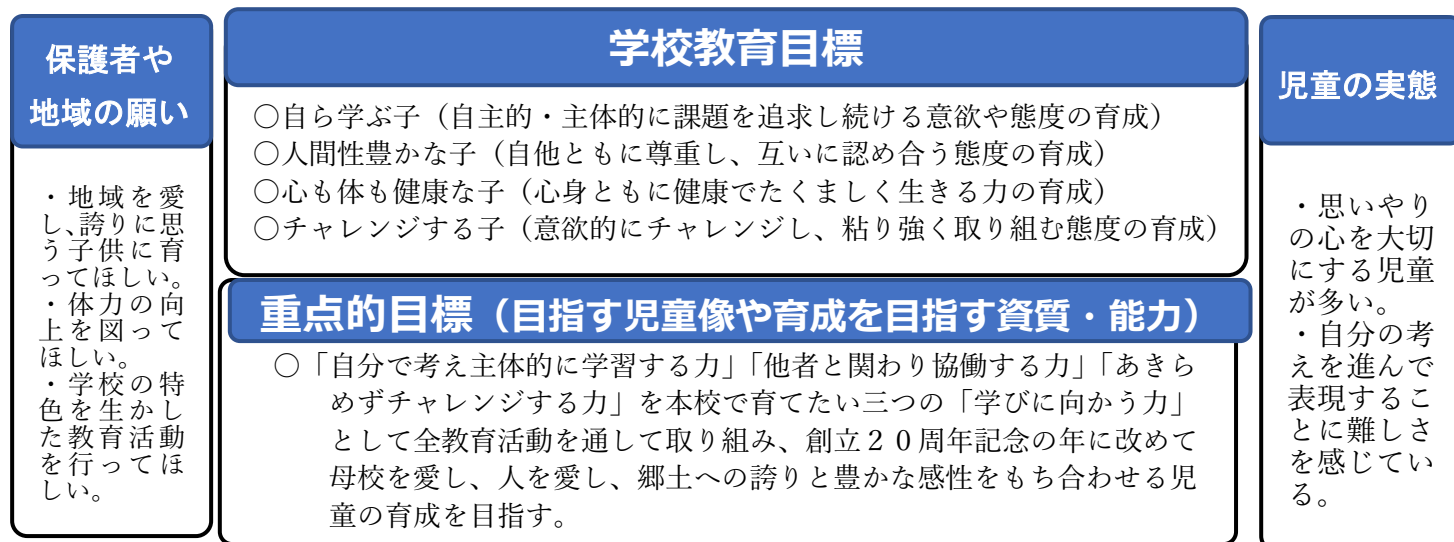 保護者や
地域の願い
・地域を愛
し、誇りに思
う子供に育
ってほしい。
・体力の向
上を図って
ほしい。
・学校の特
色を生かし
た教育活動
を行ってほ
しい。
学校教育目標
○自ら学ぶ子（自主的・主体的に課題を追求し続ける意欲や態度の育成）
○人間性豊かな子（自他ともに尊重し、互いに認め合う態度の育成）
○心も体も健康な子（心身ともに健康でたくましく生きる力の育成）
○チャレンジする子（意欲的にチャレンジし、粘り強く取り組む態度の育成）
重点的目標（目指す児童像や育成を目指す資質・能力）
○「自分で考え主体的に学習する力」「他者と関わり協働する力」「あきら
めずチャレンジする力」を本校で育てたい三つの「学びに向かう力」
として全教育活動を通して取り組み、創立２０周年記念の年に改めて
母校を愛し、人を愛し、郷土への誇りと豊かな感性をもち合わせる児
童の育成を目指す。
児童の実態
・思いやり
の心を大切
にする児童
が多い。
・自分の考
えを進んで
表現するこ
とに難しさ
を感じてい
る。